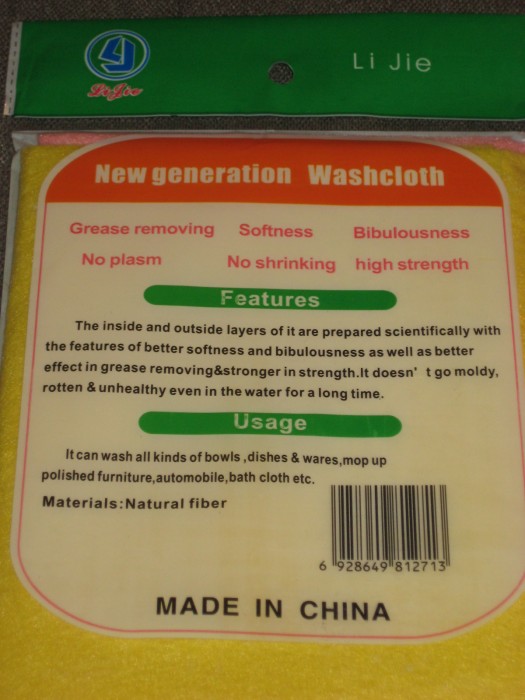 LiJie
Li Jie
New generation Washcloth
Grease removing Softness Bibulousness
No plasm No shrinking high strength
Features
The inside and outside layers of it are prepared scientifically with
the features of better softness and bibulousness as well as better
effect in grease removing&stronger in strength.It doesn' t go moldy,
rotten & unhealthy even in the water for a long time.
Usage
It can wash all kinds of bowls ,dishes & wares,mop up
polished furniture,automobile,bath cloth etc.
Materials:Natural fiber
6 928649 812713
MADE IN CHINA